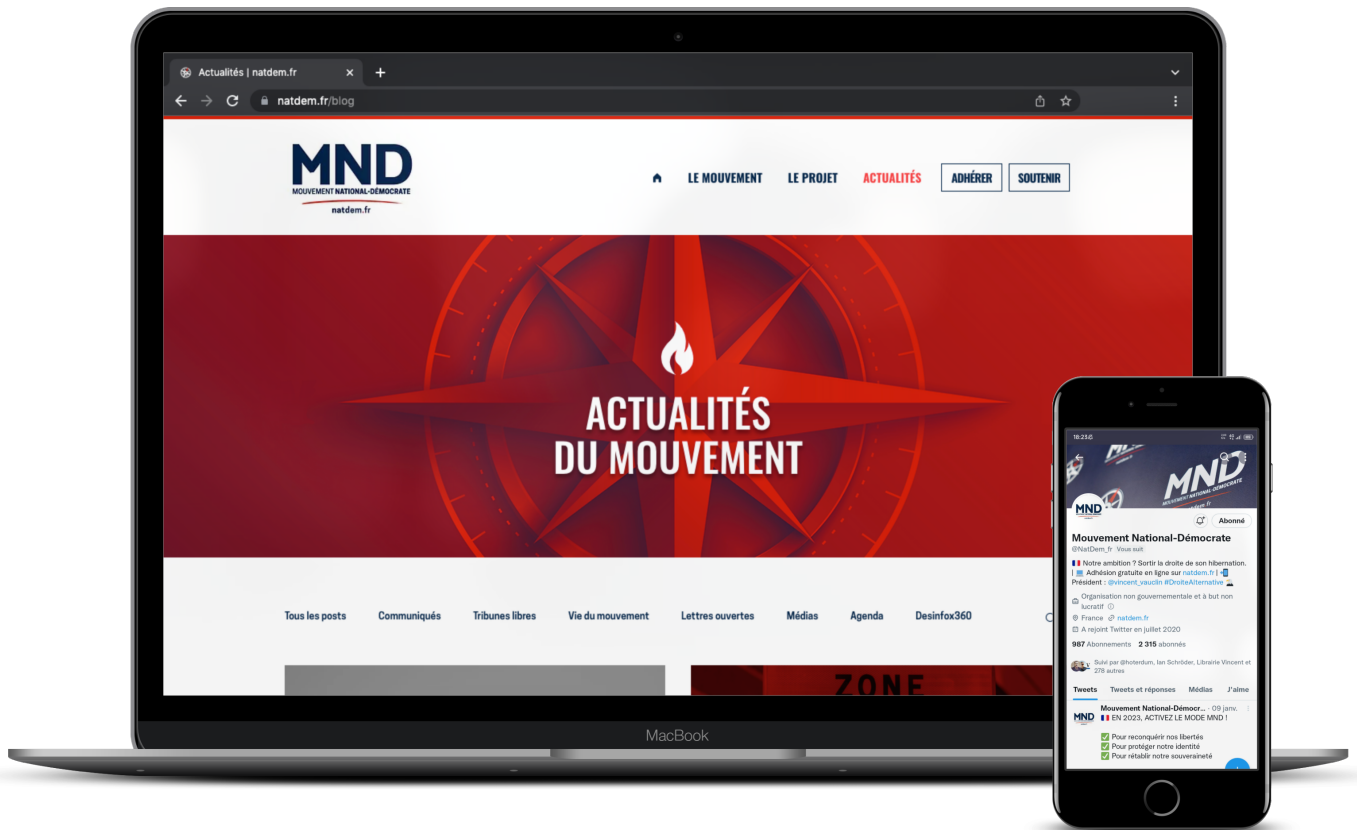 Actualités | natdem.fr
natdem.fr/blog
MND
MOUVEMENT NATIONAL-DÉMOCRATE
natdem.fr
LE MOUVEMENT
LE PROJET
ACTUALITÉS
ADHÉRER
SOUTENIR
ACTUALITÉS
DU MOUVEMENT
Tous les posts
Communiqués
Tribunes libres
Vie du mouvement
Lettres ouvertes
Médias
Agenda
Desinfox360
ZONE
MacBook
18:23
MND
MOUVEMENT NATIONAL-DÉMOCRATE
MND
Abonné
Mouvement National-Démocrate
@NatDem_fr Vous suit
Notre ambition ? Sortir la droite de son hibernation.
| Adhésion gratuite en ligne sur natdem.fr |
Président : @vincent_vauclin #DroiteAlternative
Organisation non gouvernementale et à but non
lucratif
France natdem.fr
A rejoint Twitter en juillet 2020
987 Abonnements 2 315 abonnés
Suivi par @hoterdum, Ian Schröder, Librairie Vincent et
278 autres
Tweets Tweets et réponses Médias J'aime
Mouvement National-Démocr... · 09 janv.
MND
EN 2023, ACTIVEZ LE MODE MND !
Pour reconquérir nos libertés
Pour protéger notre identité
Pour rétablir notre souveraineté